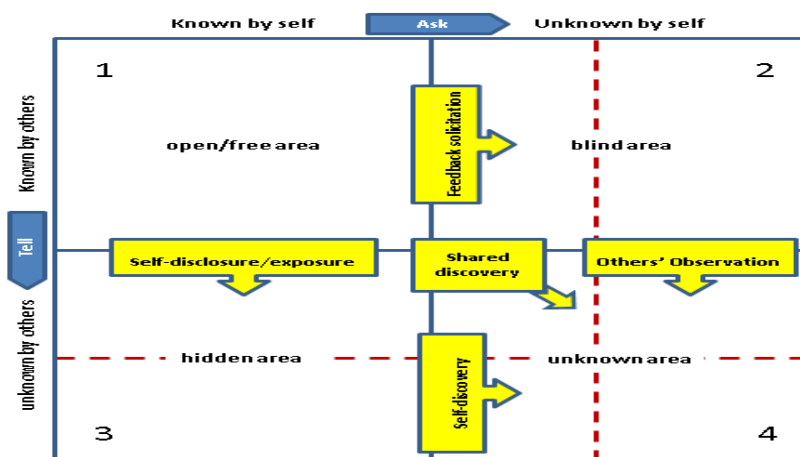 Known by self
Ask
Unknown by self
1
2
Known by others
open/free area
Feedback solicitation
blind area
Tell
Self-disclosure/exposure
Shared
discovery
Others' Observation
unknown by others
hidden area
Self-discovery
unknown area
3
4